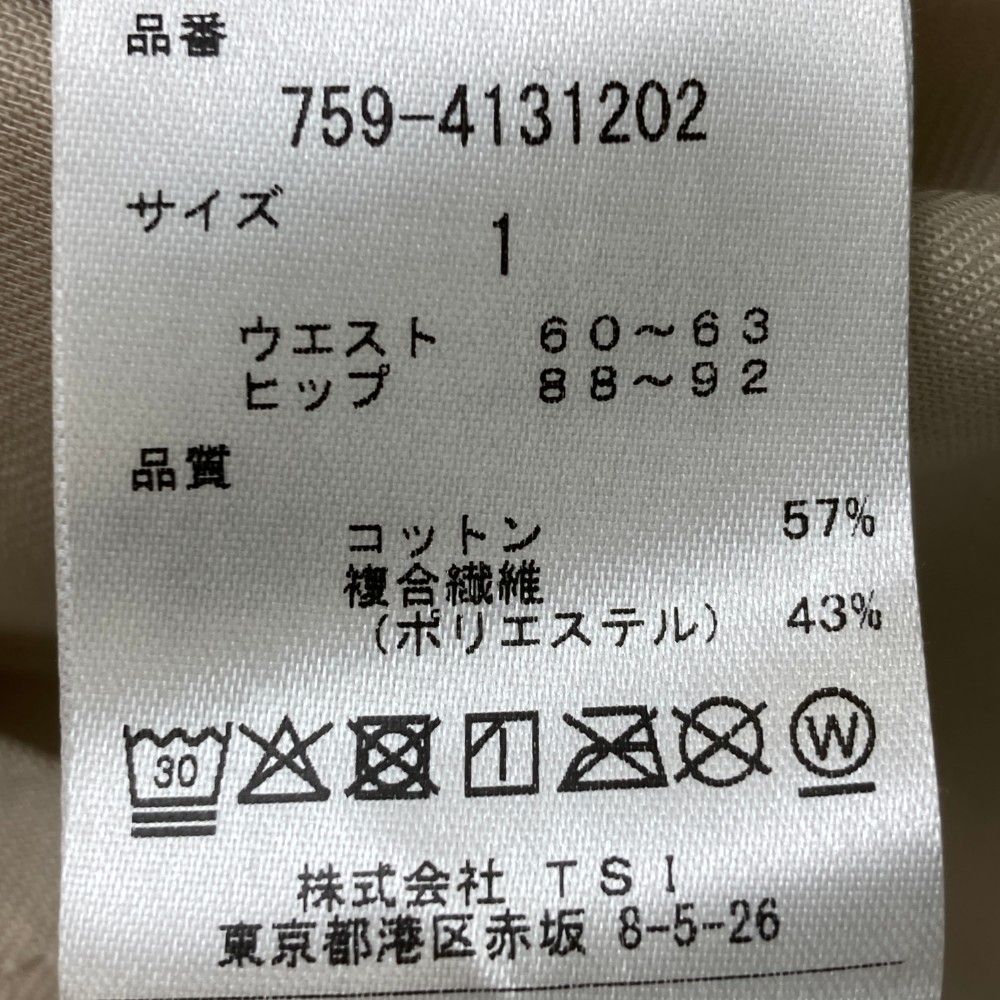 品番
759-4131202
サイズ
1
ウエスト 60～63
ヒップ 88～92
品質
コットン 57%
複合繊維
(ポリエステル) 43%
30
W
株式会社 TSI
東京都港区赤坂 8-5-26